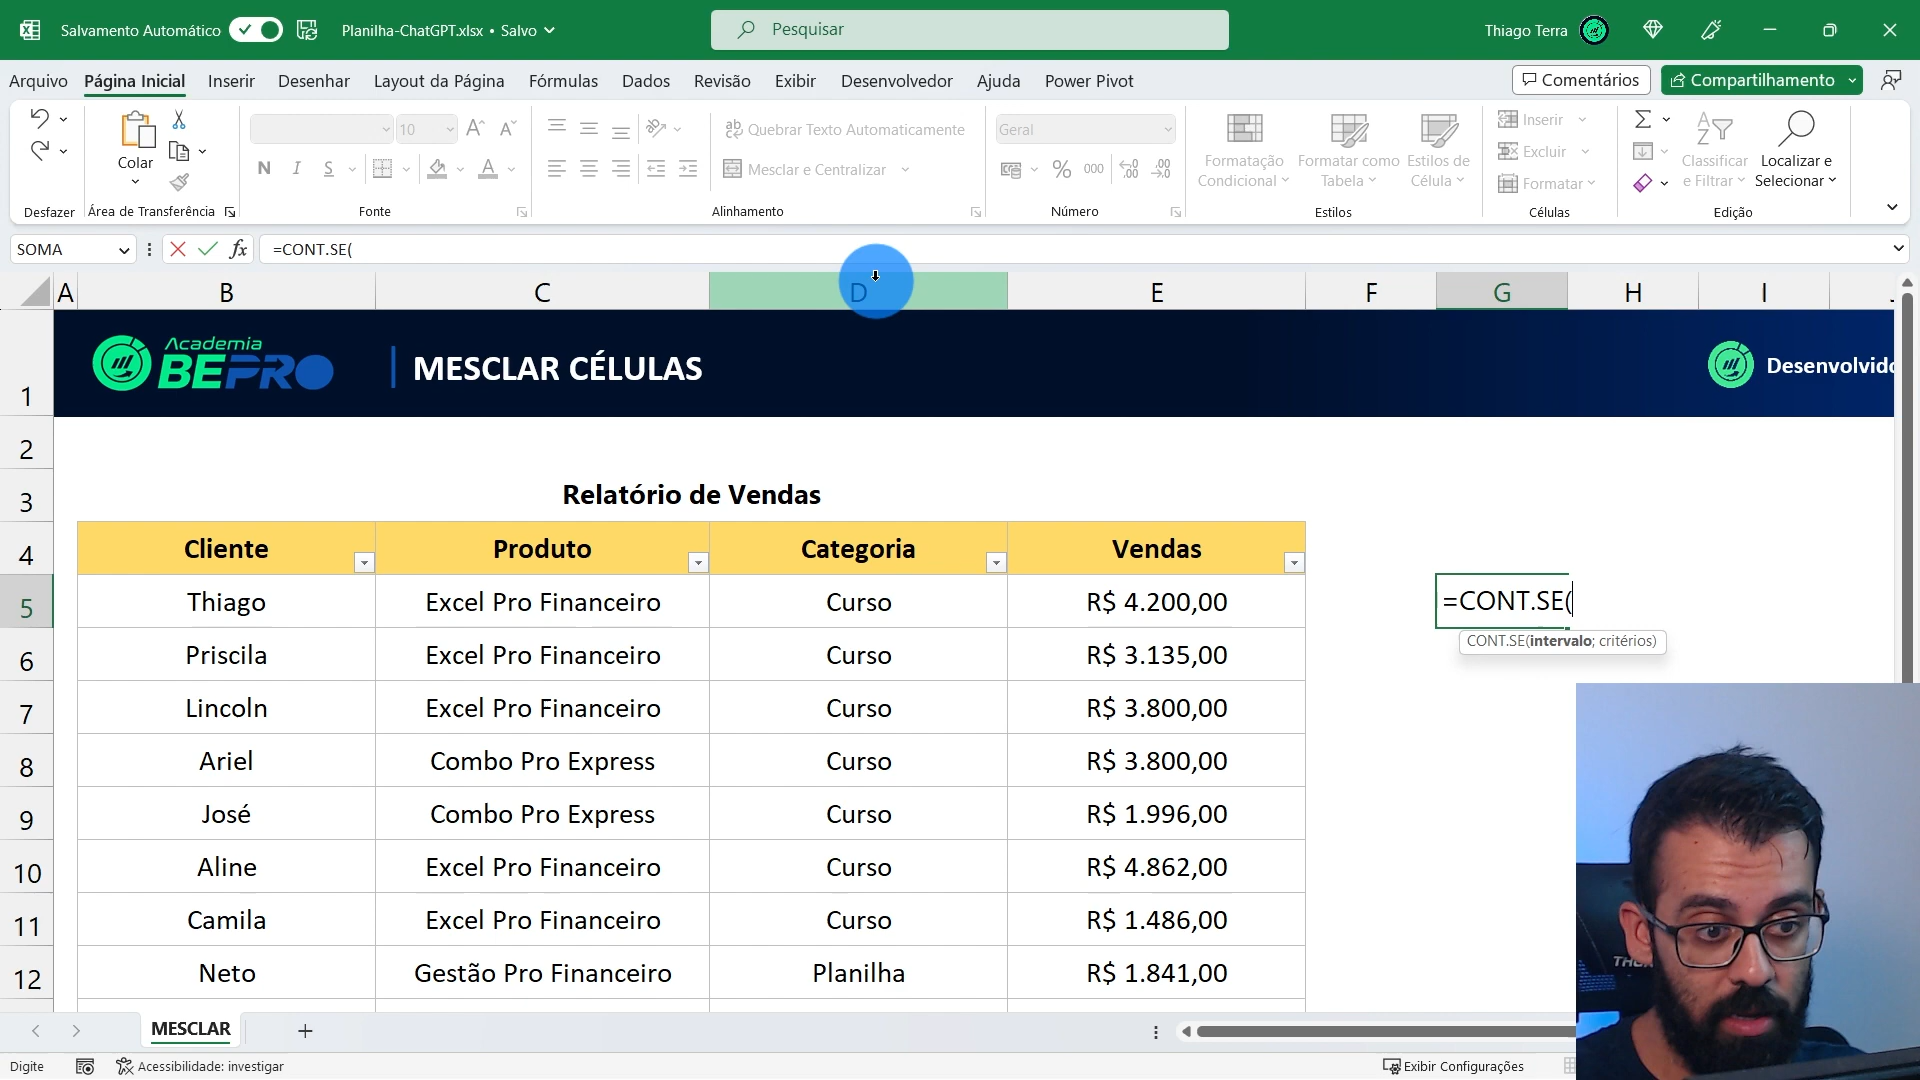 Salvamento Automático
Planilha-ChatGPT.xlsx • Salvo
Pesquisar
Thiago Terra
Arquivo Página Inicial Inserir Desenhar Layout da Página Fórmulas Dados Revisão Exibir Desenvolvedor Ajuda Power Pivot
Comentários
Compartilhamento
Desfazer
Colar
Área de Transferência
10
N I S
Fonte
Quebrar Texto Automaticamente
Mesclar e Centralizar
Alinhamento
Geral
% 000
Número
Formatação Condicional
Formatar como Tabela
Estilos de Célula
Estilos
Inserir
Excluir
Formatar
Células
Classificar e Filtrar
Localizar e Selecionar
Edição
SOMA
fx
=CONT.SE(
A B C D E F G H I
1
Academia
BEPRO
MESCLAR CÉLULAS
2
3 Relatório de Vendas
4 Cliente Produto Categoria Vendas
5 Thiago Excel Pro Financeiro Curso R$ 4.200,00 =CONT.SE(
CONT.SE(intervalo; critérios)
6 Priscila Excel Pro Financeiro Curso R$ 3.135,00
7 Lincoln Excel Pro Financeiro Curso R$ 3.800,00
8 Ariel Combo Pro Express Curso R$ 3.800,00
9 José Combo Pro Express Curso R$ 1.996,00
10 Aline Excel Pro Financeiro Curso R$ 4.862,00
11 Camila Excel Pro Financeiro Curso R$ 1.486,00
12 Neto Gestão Pro Financeiro Planilha R$ 1.841,00
MESCLAR
Digite
Acessibilidade: investigar
Exibir Configurações